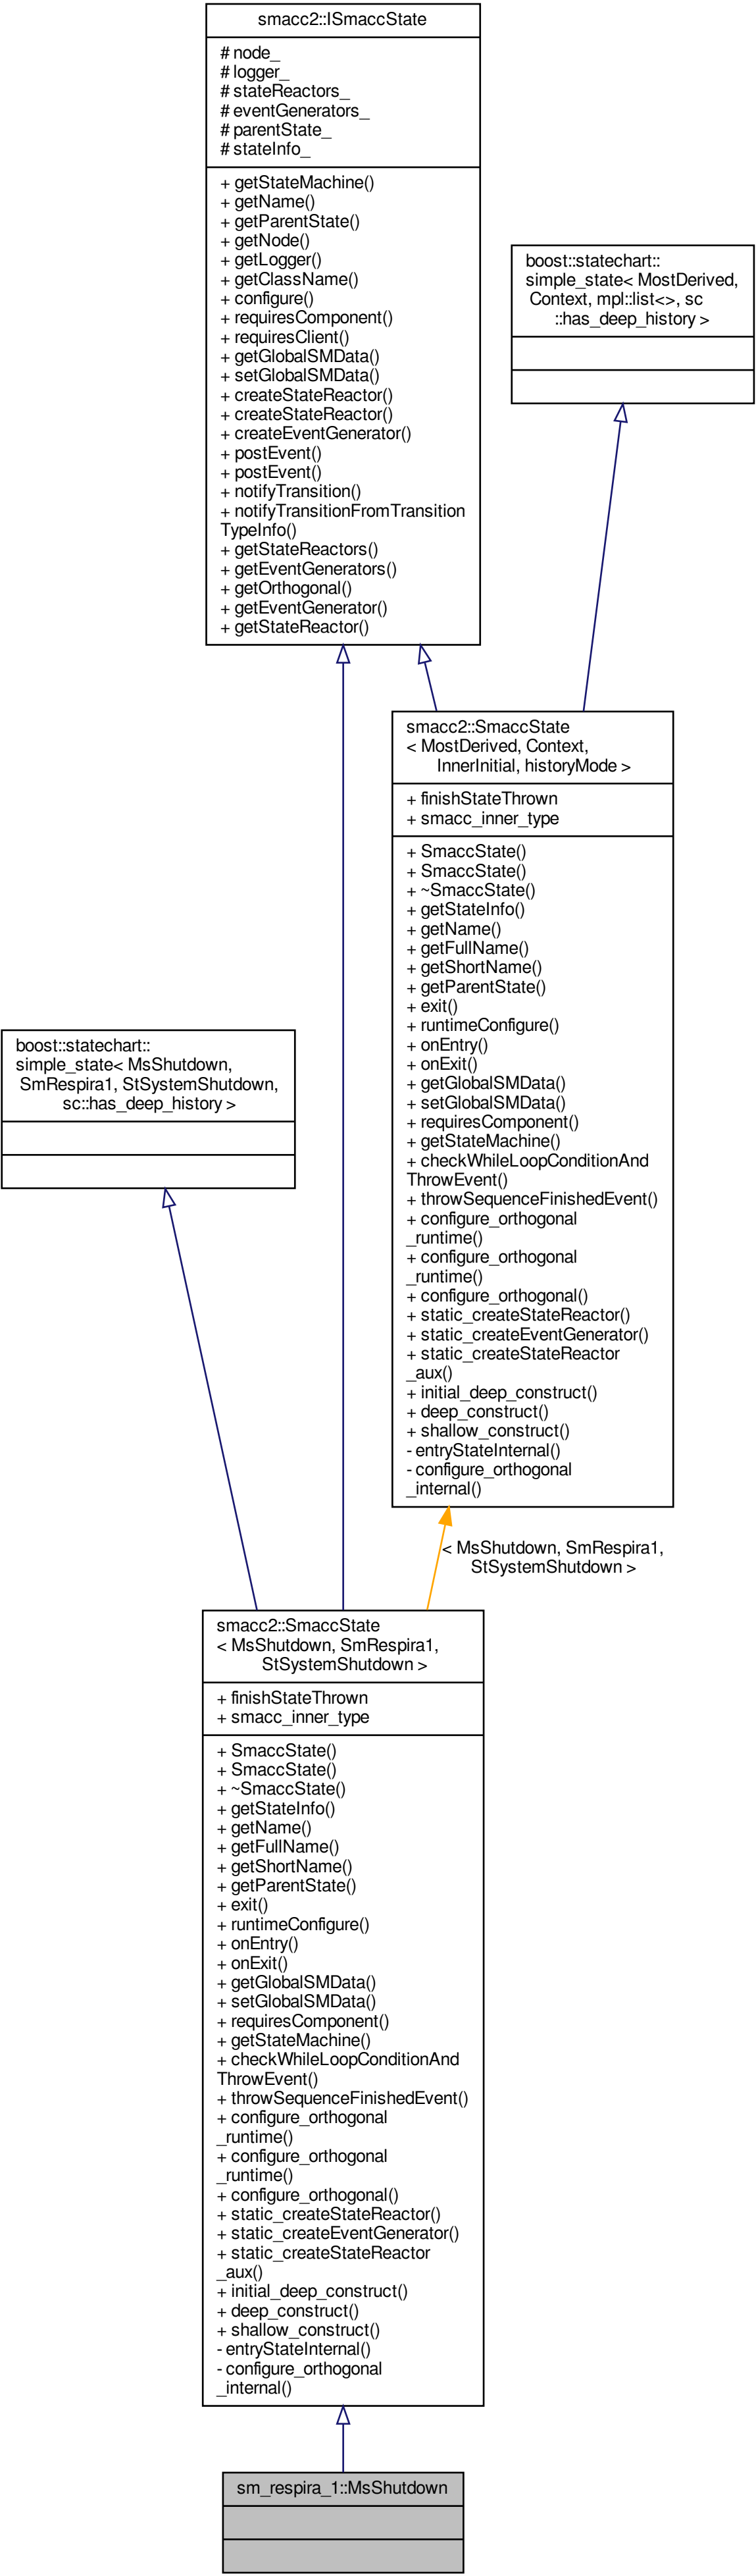 smacc2::ISmaccState
# node_
# logger_
# stateReactors_
# eventGenerators_
# parentState_
# stateInfo_
+ getStateMachine()
+ getName()
+ getParentState()
+ getNode()
+ getLogger()
+ getClassName()
+ configure()
+ requiresComponent()
+ requiresClient()
+ getGlobalSMData()
+ setGlobalSMData()
+ createStateReactor()
+ createStateReactor()
+ createEventGenerator()
+ postEvent()
+ postEvent()
+ notifyTransition()
+ notifyTransitionFromTransition
TypeInfo()
+ getStateReactors()
+ getEventGenerators()
+ getOrthogonal()
+ getEventGenerator()
+ getStateReactor()
boost::statechart::
simple_state< MostDerived,
Context, mpl::list<>, sc
::has_deep_history >
smacc2::SmaccState
< MostDerived, Context,
InnerInitial, historyMode >
+ finishStateThrown
+ smacc_inner_type
+ SmaccState()
+ SmaccState()
+ ~SmaccState()
+ getStateInfo()
+ getName()
+ getFullName()
+ getShortName()
+ getParentState()
+ exit()
+ runtimeConfigure()
+ onEntry()
+ onExit()
+ getGlobalSMData()
+ setGlobalSMData()
+ requiresComponent()
+ getStateMachine()
+ checkWhileLoopConditionAnd
ThrowEvent()
+ throwSequenceFinishedEvent()
+ configure_orthogonal
_runtime()
+ configure_orthogonal
_runtime()
+ configure_orthogonal()
+ static_createStateReactor()
+ static_createEventGenerator()
+ static_createStateReactor
_aux()
+ initial_deep_construct()
+ deep_construct()
+ shallow_construct()
- entryStateInternal()
- configure_orthogonal
_internal()
boost::statechart::
simple_state< MsShutdown,
SmRespira1, StSystemShutdown,
sc::has_deep_history >
< MsShutdown, SmRespira1,
StSystemShutdown >
smacc2::SmaccState
< MsShutdown, SmRespira1,
StSystemShutdown >
+ finishStateThrown
+ smacc_inner_type
+ SmaccState()
+ SmaccState()
+ ~SmaccState()
+ getStateInfo()
+ getName()
+ getFullName()
+ getShortName()
+ getParentState()
+ exit()
+ runtimeConfigure()
+ onEntry()
+ onExit()
+ getGlobalSMData()
+ setGlobalSMData()
+ requiresComponent()
+ getStateMachine()
+ checkWhileLoopConditionAnd
ThrowEvent()
+ throwSequenceFinishedEvent()
+ configure_orthogonal
_runtime()
+ configure_orthogonal
_runtime()
+ configure_orthogonal()
+ static_createStateReactor()
+ static_createEventGenerator()
+ static_createStateReactor
_aux()
+ initial_deep_construct()
+ deep_construct()
+ shallow_construct()
- entryStateInternal()
- configure_orthogonal
_internal()
sm_respira_1::MsShutdown